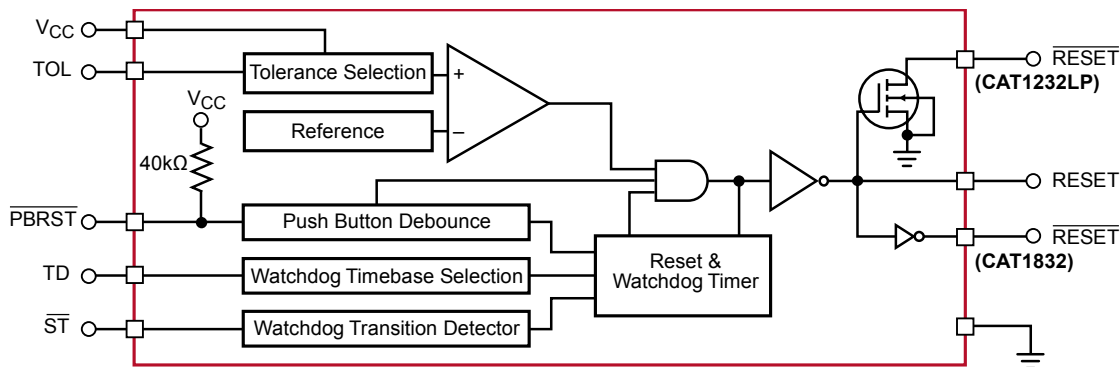 VCC
TOL
Tolerance Selection
+
Reference
–
VCC
40kΩ
PBRST
Push Button Debounce
TD
Watchdog Timebase Selection
ST
Watchdog Transition Detector
Reset &
Watchdog Timer
RESET
(CAT1232LP)
RESET
RESET
(CAT1832)